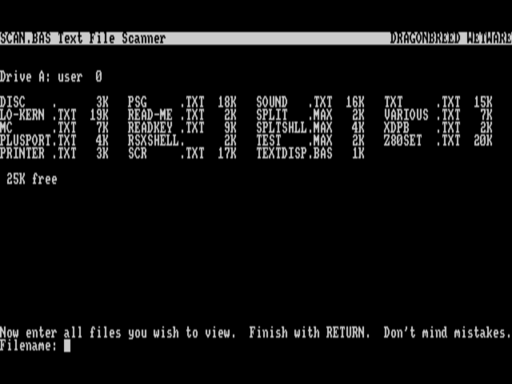 SCAN.BAS Text File Scanner DRAGONBREED WETWARE
Drive A: user 0
DISC . 3K PSG .TXT 18K SOUND .TXT 16K TXT .TXT 15K
LO-KERN .TXT 19K READ-ME .TXT 2K SPLIT .MAX 2K VARIOUS .TXT 7K
MC .TXT 7K READKEY .TXT 9K SPLTSHLL.MAX 4K XDPB .TXT 2K
PLUSPORT.TXT 4K RSXSHELL. 2K TEST .MAX 2K Z80SET .TXT 20K
PRINTER .TXT 3K SCR .TXT 17K TEXTDISP.BAS 1K
25K free
Now enter all files you wish to view. Finish with RETURN. Don't mind mistakes.
Filename: